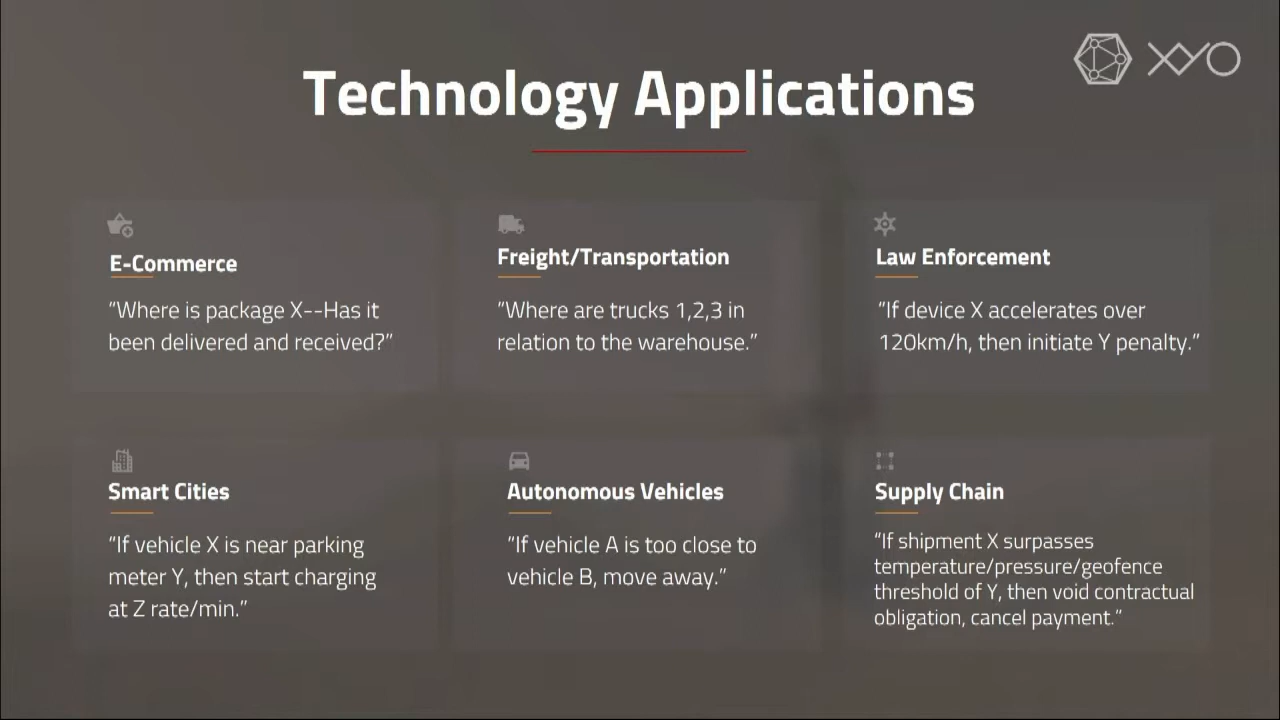 XYO
Technology Applications
E-Commerce
“Where is package X--Has it
been delivered and received?”
Freight/Transportation
“Where are trucks 1,2,3 in
relation to the warehouse.”
Law Enforcement
“If device X accelerates over
120km/h, then initiate Y penalty.”
Smart Cities
“If vehicle X is near parking
meter Y, then start charging
at Z rate/min.”
Autonomous Vehicles
“If vehicle A is too close to
vehicle B, move away.”
Supply Chain
“If shipment X surpasses
temperature/pressure/geofence
threshold of Y, then void contractual
obligation, cancel payment.”